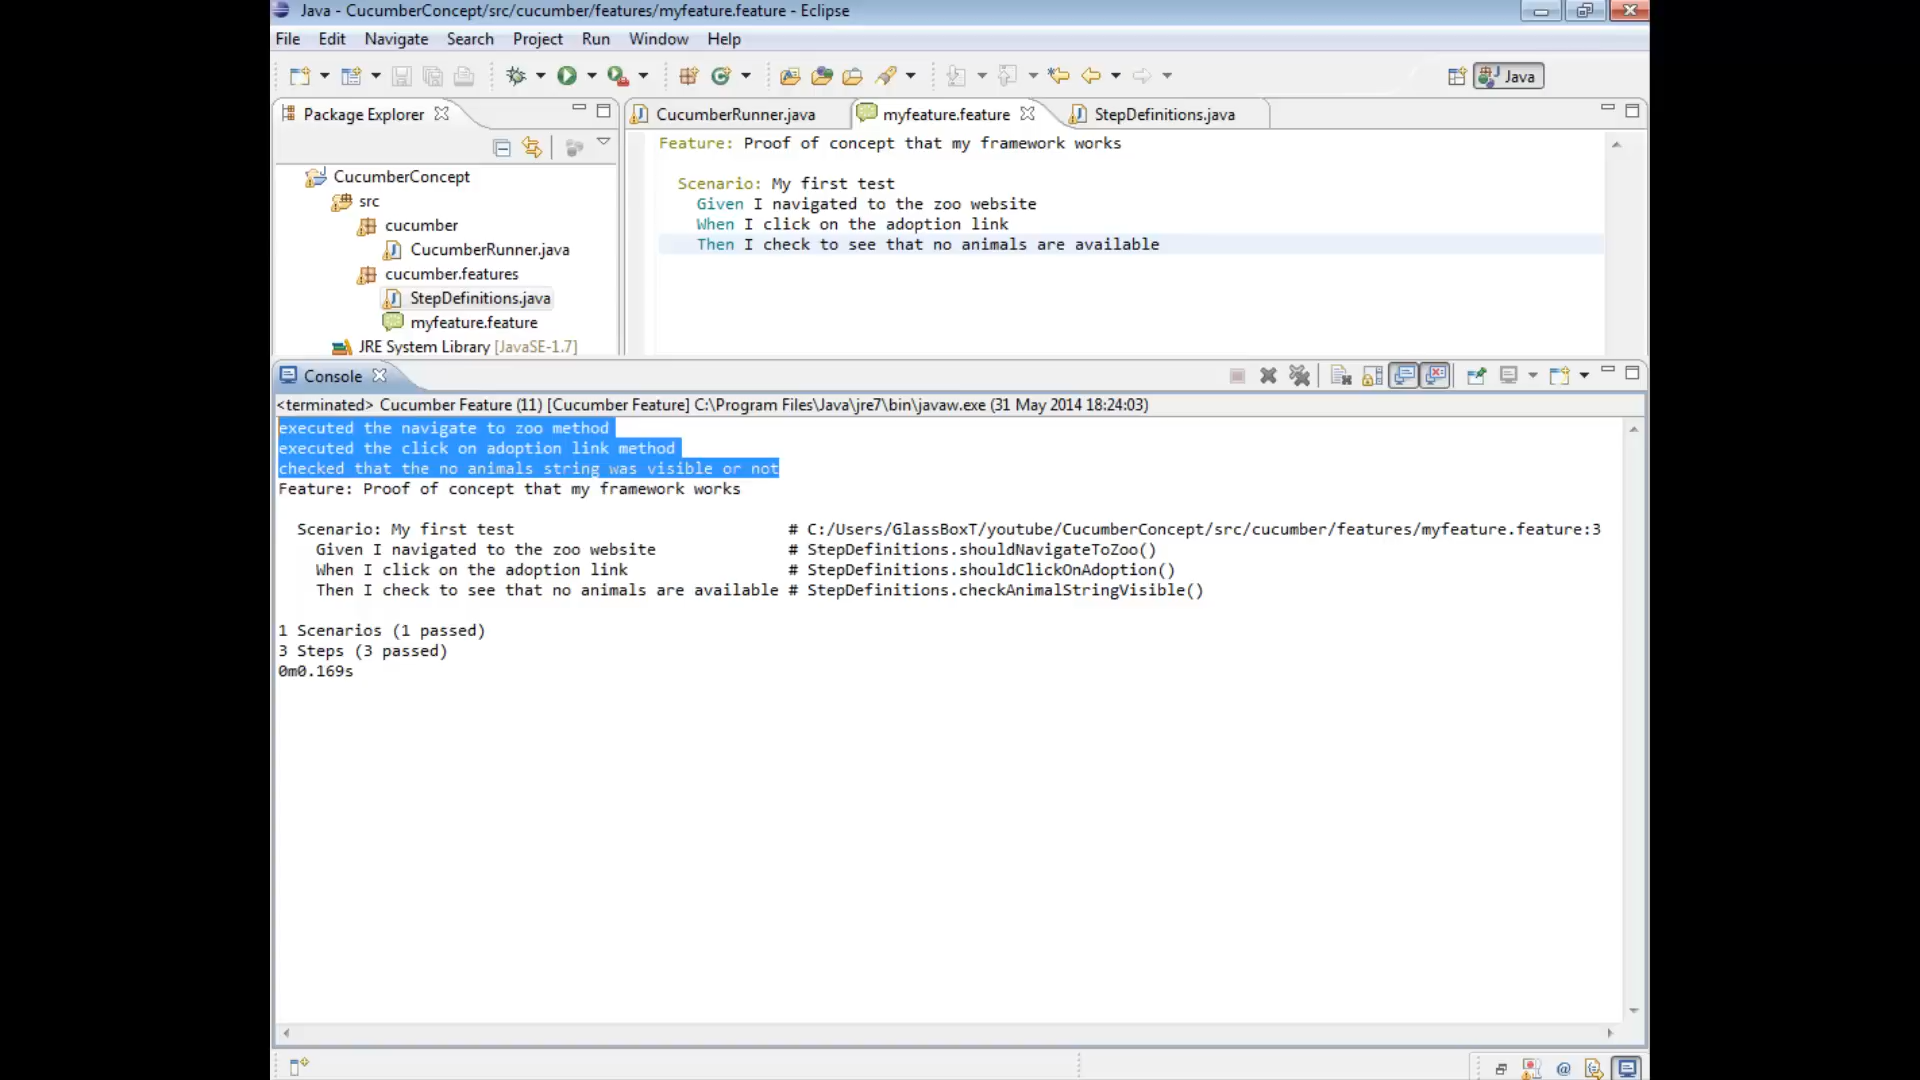 Java - CucumberConcept/src/cucumber/features/myfeature.feature - Eclipse
File Edit Navigate Search Project Run Window Help
Java
Package Explorer
CucumberRunner.java myfeature.feature StepDefinitions.java
CucumberConcept
src
cucumber
CucumberRunner.java
cucumber.features
StepDefinitions.java
myfeature.feature
JRE System Library [JavaSE-1.7]
Feature: Proof of concept that my framework works
Scenario: My first test
Given I navigated to the zoo website
When I click on the adoption link
Then I check to see that no animals are available
Console
<terminated> Cucumber Feature (11) [Cucumber Feature] C:\Program Files\Java\jre7\bin\javaw.exe (31 May 2014 18:24:03)
executed the navigate to zoo method
executed the click on adoption link method
checked that the no animals string was visible or not
Feature: Proof of concept that my framework works
Scenario: My first test # C:/Users/GlassBoxT/youtube/CucumberConcept/src/cucumber/features/myfeature.feature:3
Given I navigated to the zoo website # StepDefinitions.shouldNavigateToZoo()
When I click on the adoption link # StepDefinitions.shouldClickOnAdoption()
Then I check to see that no animals are available # StepDefinitions.checkAnimalStringVisible()
1 Scenarios (1 passed)
3 Steps (3 passed)
0m0.169s